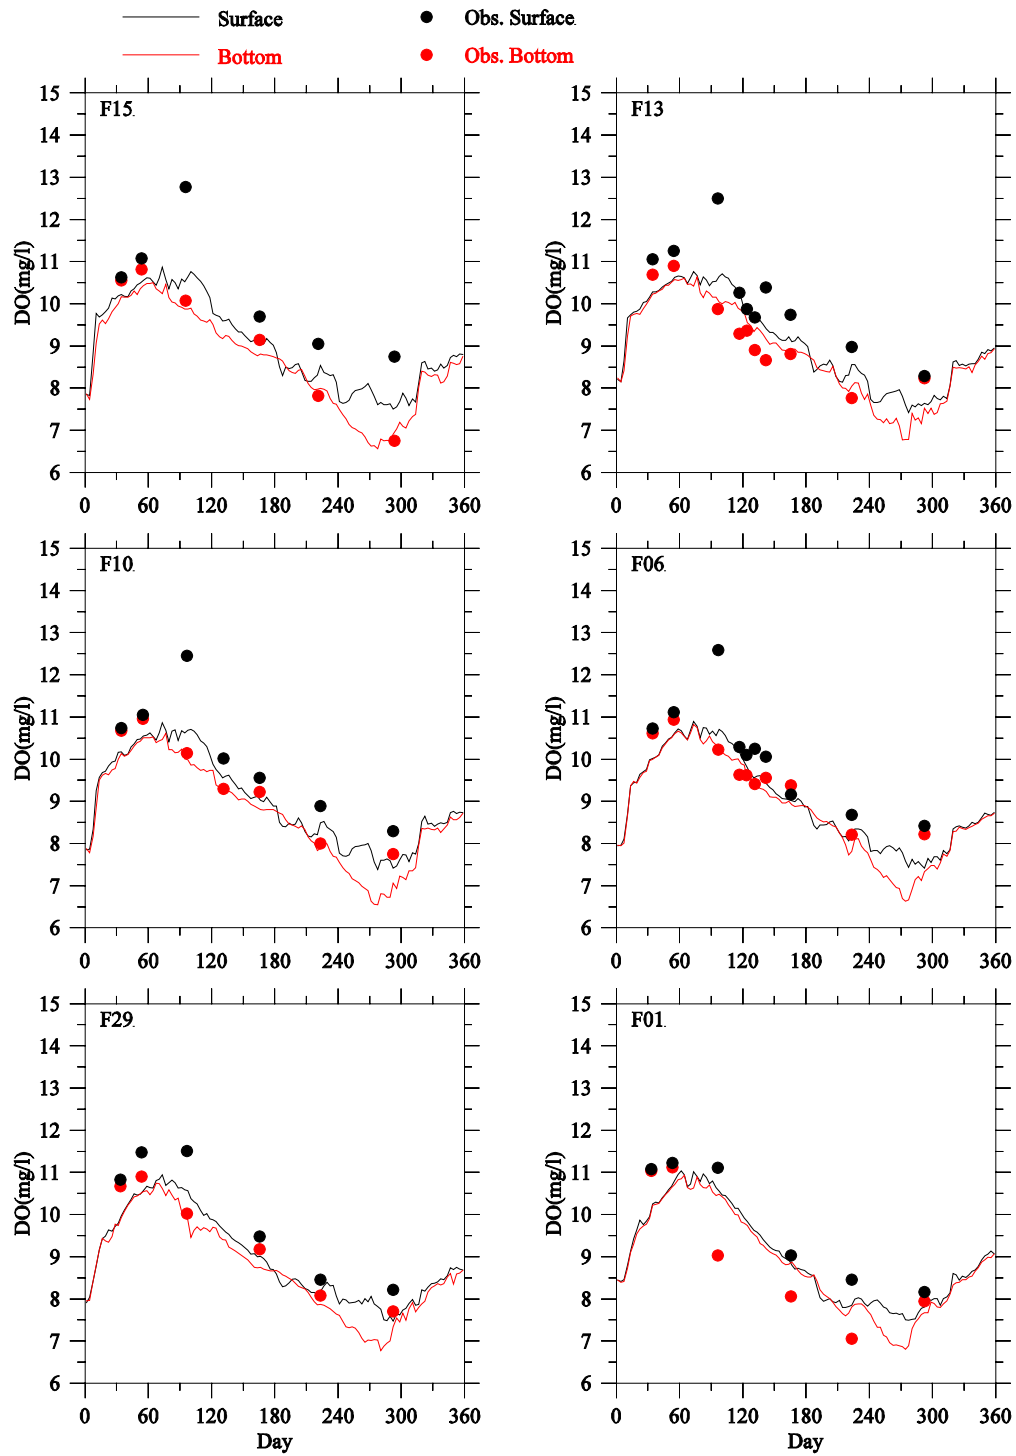 Surface Obs. Surface.
Bottom Obs. Bottom
F15. F13
DO(mg/l) DO(mg/l)
15 14 13 12 11 10 9 8 7 6 15 14 13 12 11 10 9 8 7 6
0 60 120 180 240 300 360 0 60 120 180 240 300 360
F10. F06.
DO(mg/l) DO(mg/l)
15 14 13 12 11 10 9 8 7 6 15 14 13 12 11 10 9 8 7 6
0 60 120 180 240 300 360 0 60 120 180 240 300 360
F29. F01.
DO(mg/l) DO(mg/l)
15 14 13 12 11 10 9 8 7 6 15 14 13 12 11 10 9 8 7 6
0 60 120 180 240 300 360 0 60 120 180 240 300 360
Day Day